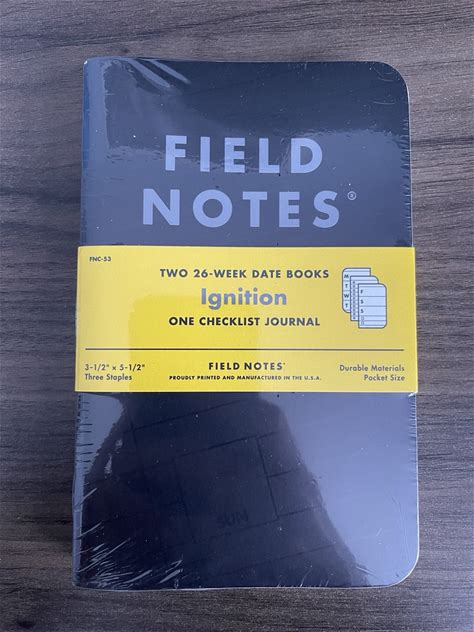 FIELD
NOTES®
FNC-53
TWO 26-WEEK DATE BOOKS
Ignition
ONE CHECKLIST JOURNAL
M
T
W
T
F
S
S
3-1/2" × 5-1/2"
Three Staples
FIELD NOTES®
PROUDLY PRINTED AND MANUFACTURED IN THE U.S.A.
Durable Materials
Pocket Size
SUN